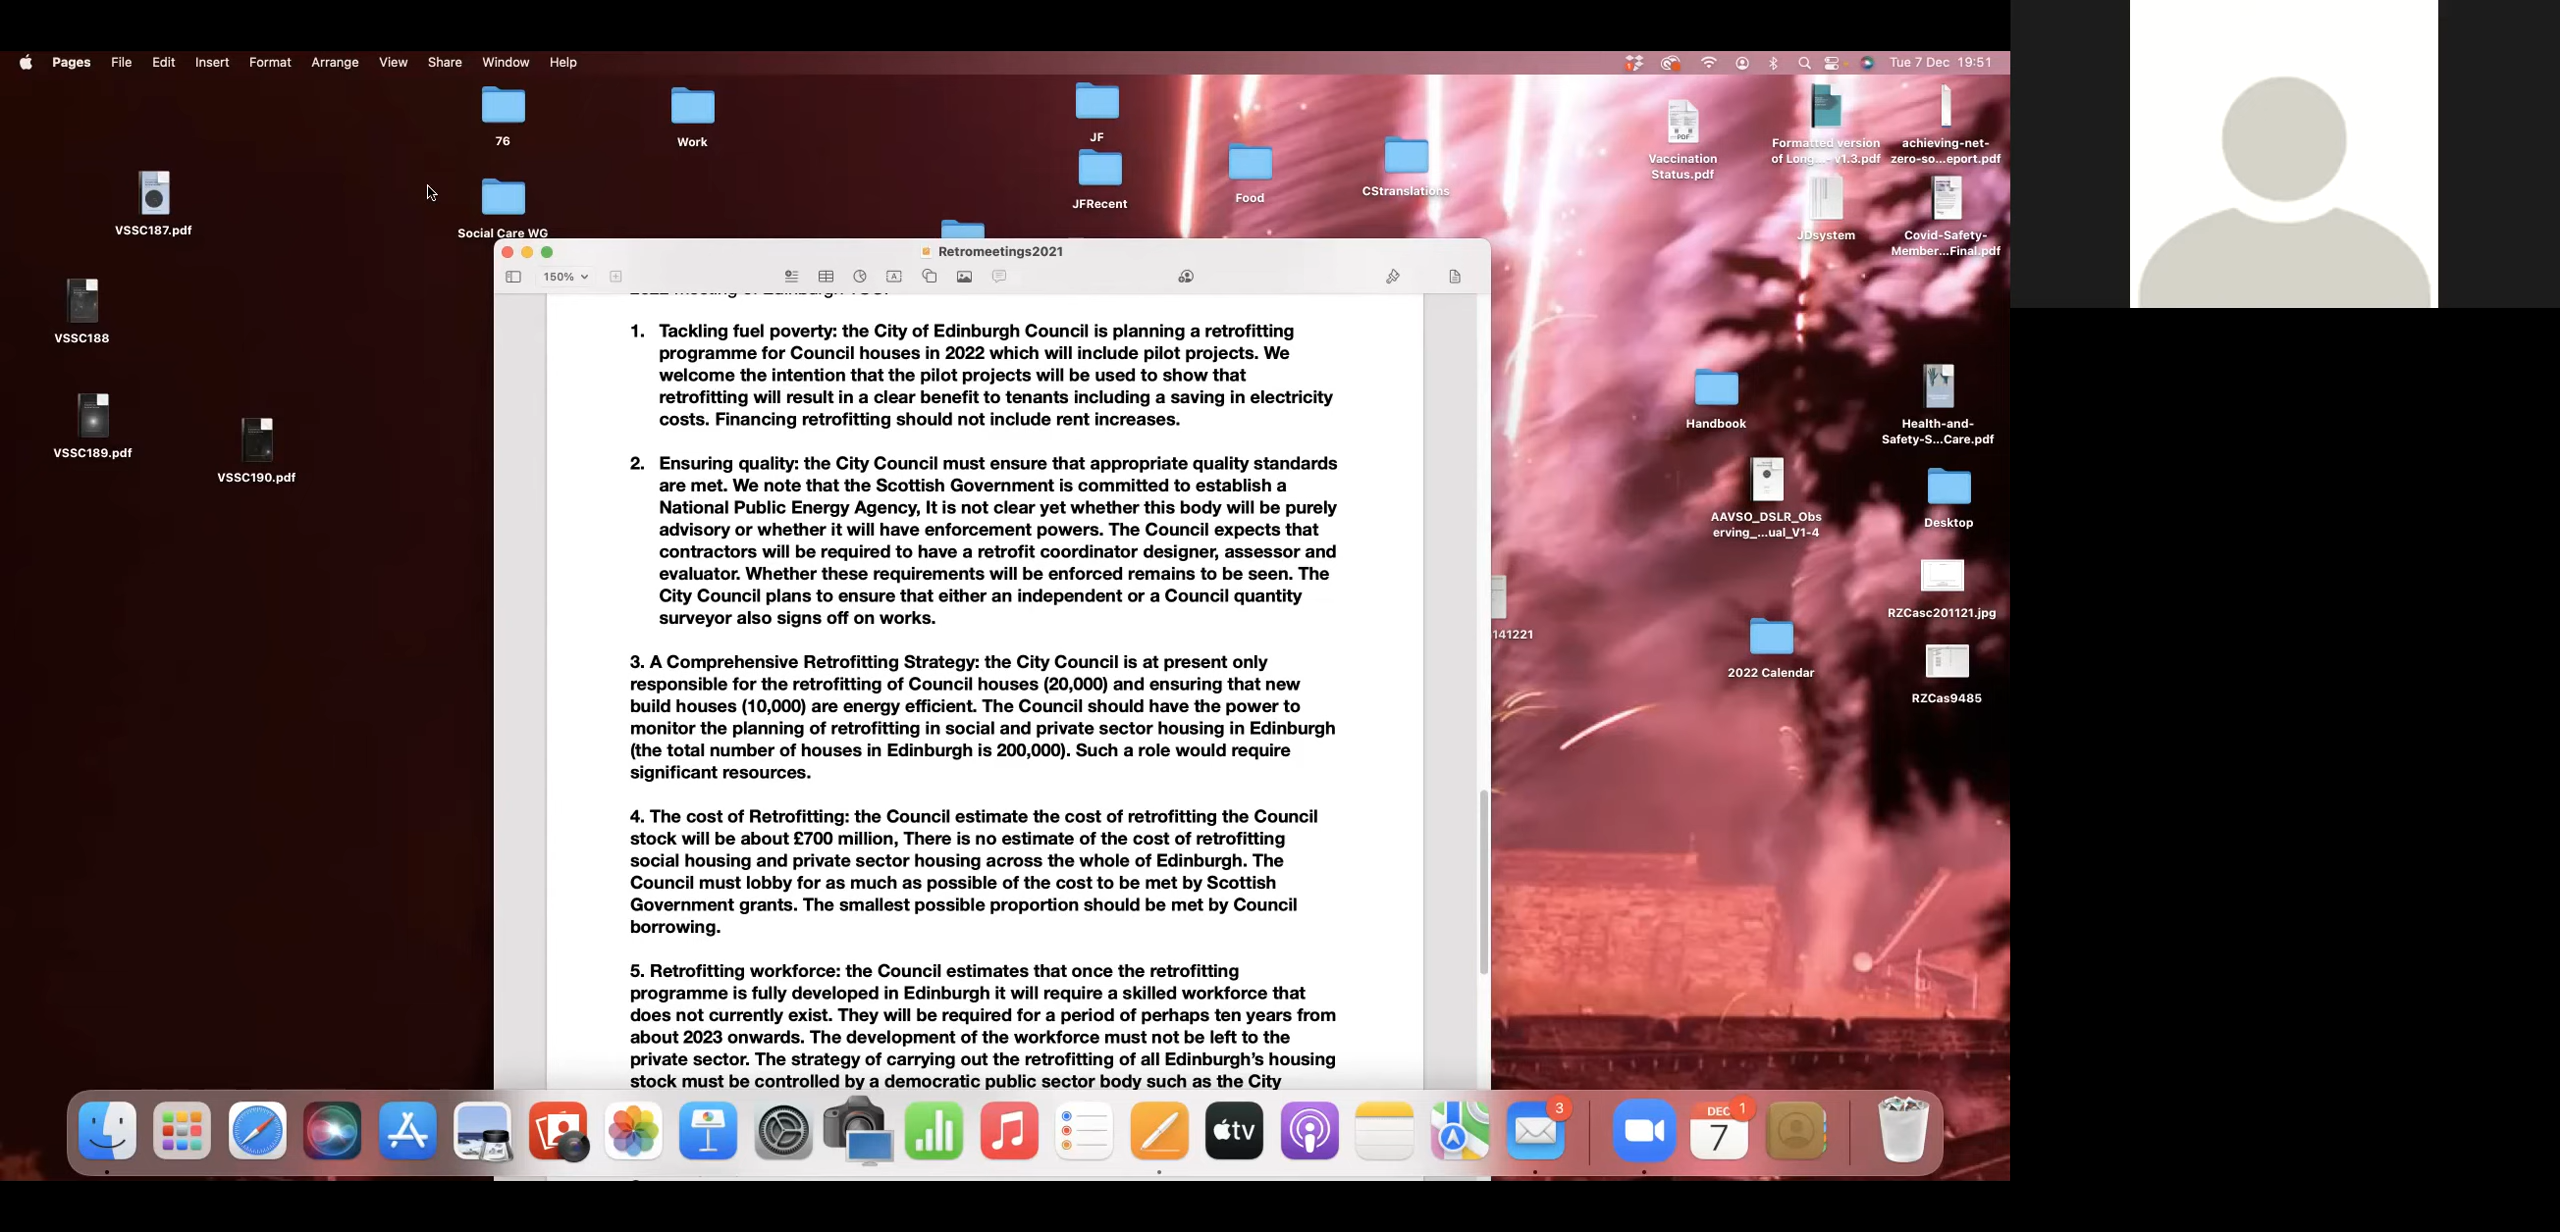 Pages File Edit Insert Format Arrange View Share Window Help
Tue 7 Dec 19:51
76
Work
JF
JFRecent
Food
CStranslations
Vaccination
Status.pdf
PDF
Formatted version
of Long...- v1.3.pdf
achieving-net-
zero-so...eport.pdf
VSSC187.pdf
Social Care WG
JDsystem
Covid-Safety-
Member...Final.pdf
VSSC188
VSSC189.pdf
VSSC190.pdf
Handbook
Health-and-
Safety-S...Care.pdf
AAVSO_DSLR_Obs
erving_...ual_V1-4
Desktop
RZCasc201121.jpg
141221
2022 Calendar
RZCas9485
Retromeetings2021
150%
1. Tackling fuel poverty: the City of Edinburgh Council is planning a retrofitting
programme for Council houses in 2022 which will include pilot projects. We
welcome the intention that the pilot projects will be used to show that
retrofitting will result in a clear benefit to tenants including a saving in electricity
costs. Financing retrofitting should not include rent increases.
2. Ensuring quality: the City Council must ensure that appropriate quality standards
are met. We note that the Scottish Government is committed to establish a
National Public Energy Agency, It is not clear yet whether this body will be purely
advisory or whether it will have enforcement powers. The Council expects that
contractors will be required to have a retrofit coordinator designer, assessor and
evaluator. Whether these requirements will be enforced remains to be seen. The
City Council plans to ensure that either an independent or a Council quantity
surveyor also signs off on works.
3. A Comprehensive Retrofitting Strategy: the City Council is at present only
responsible for the retrofitting of Council houses (20,000) and ensuring that new
build houses (10,000) are energy efficient. The Council should have the power to
monitor the planning of retrofitting in social and private sector housing in Edinburgh
(the total number of houses in Edinburgh is 200,000). Such a role would require
significant resources.
4. The cost of Retrofitting: the Council estimate the cost of retrofitting the Council
stock will be about £700 million, There is no estimate of the cost of retrofitting
social housing and private sector housing across the whole of Edinburgh. The
Council must lobby for as much as possible of the cost to be met by Scottish
Government grants. The smallest possible proportion should be met by Council
borrowing.
5. Retrofitting workforce: the Council estimates that once the retrofitting
programme is fully developed in Edinburgh it will require a skilled workforce that
does not currently exist. They will be required for a period of perhaps ten years from
about 2023 onwards. The development of the workforce must not be left to the
private sector. The strategy of carrying out the retrofitting of all Edinburgh's housing
stock must be controlled by a democratic public sector body such as the City
tv
3
DEC
1
7